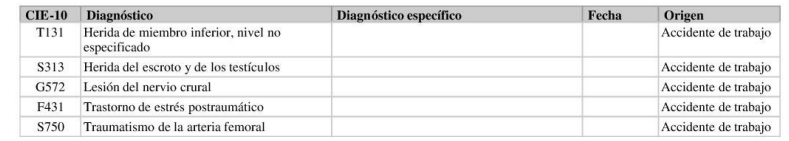 CIE-10 Diagnóstico Diagnóstico específico Fecha Origen
T131 Herida de miembro inferior, nivel no Accidente de trabajo
especificado
S313 Herida del escroto y de los testículos Accidente de trabajo
G572 Lesión del nervio crural Accidente de trabajo
F431 Trastorno de estrés postraumático Accidente de trabajo
S750 Traumatismo de la arteria femoral Accidente de trabajo